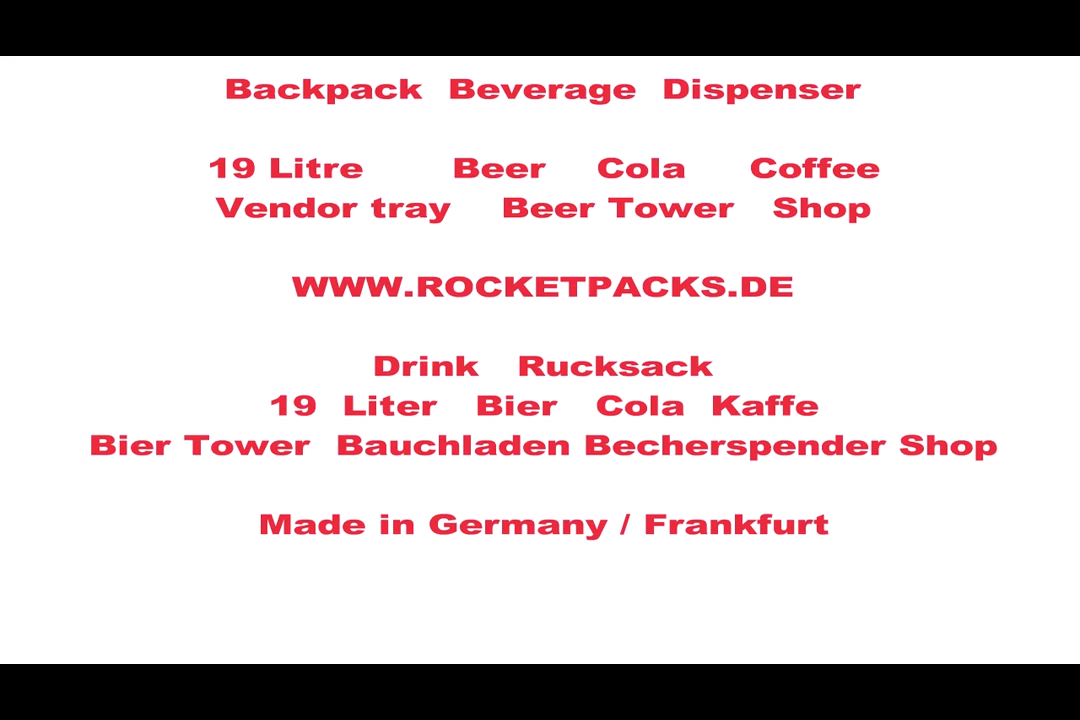 Backpack Beverage Dispenser
19 Litre Beer Cola Coffee
Vendor tray Beer Tower Shop
WWW.ROCKETPACKS.DE
Drink Rucksack
19 Liter Bier Cola Kaffe
Bier Tower Bauchladen Becherspender Shop
Made in Germany / Frankfurt